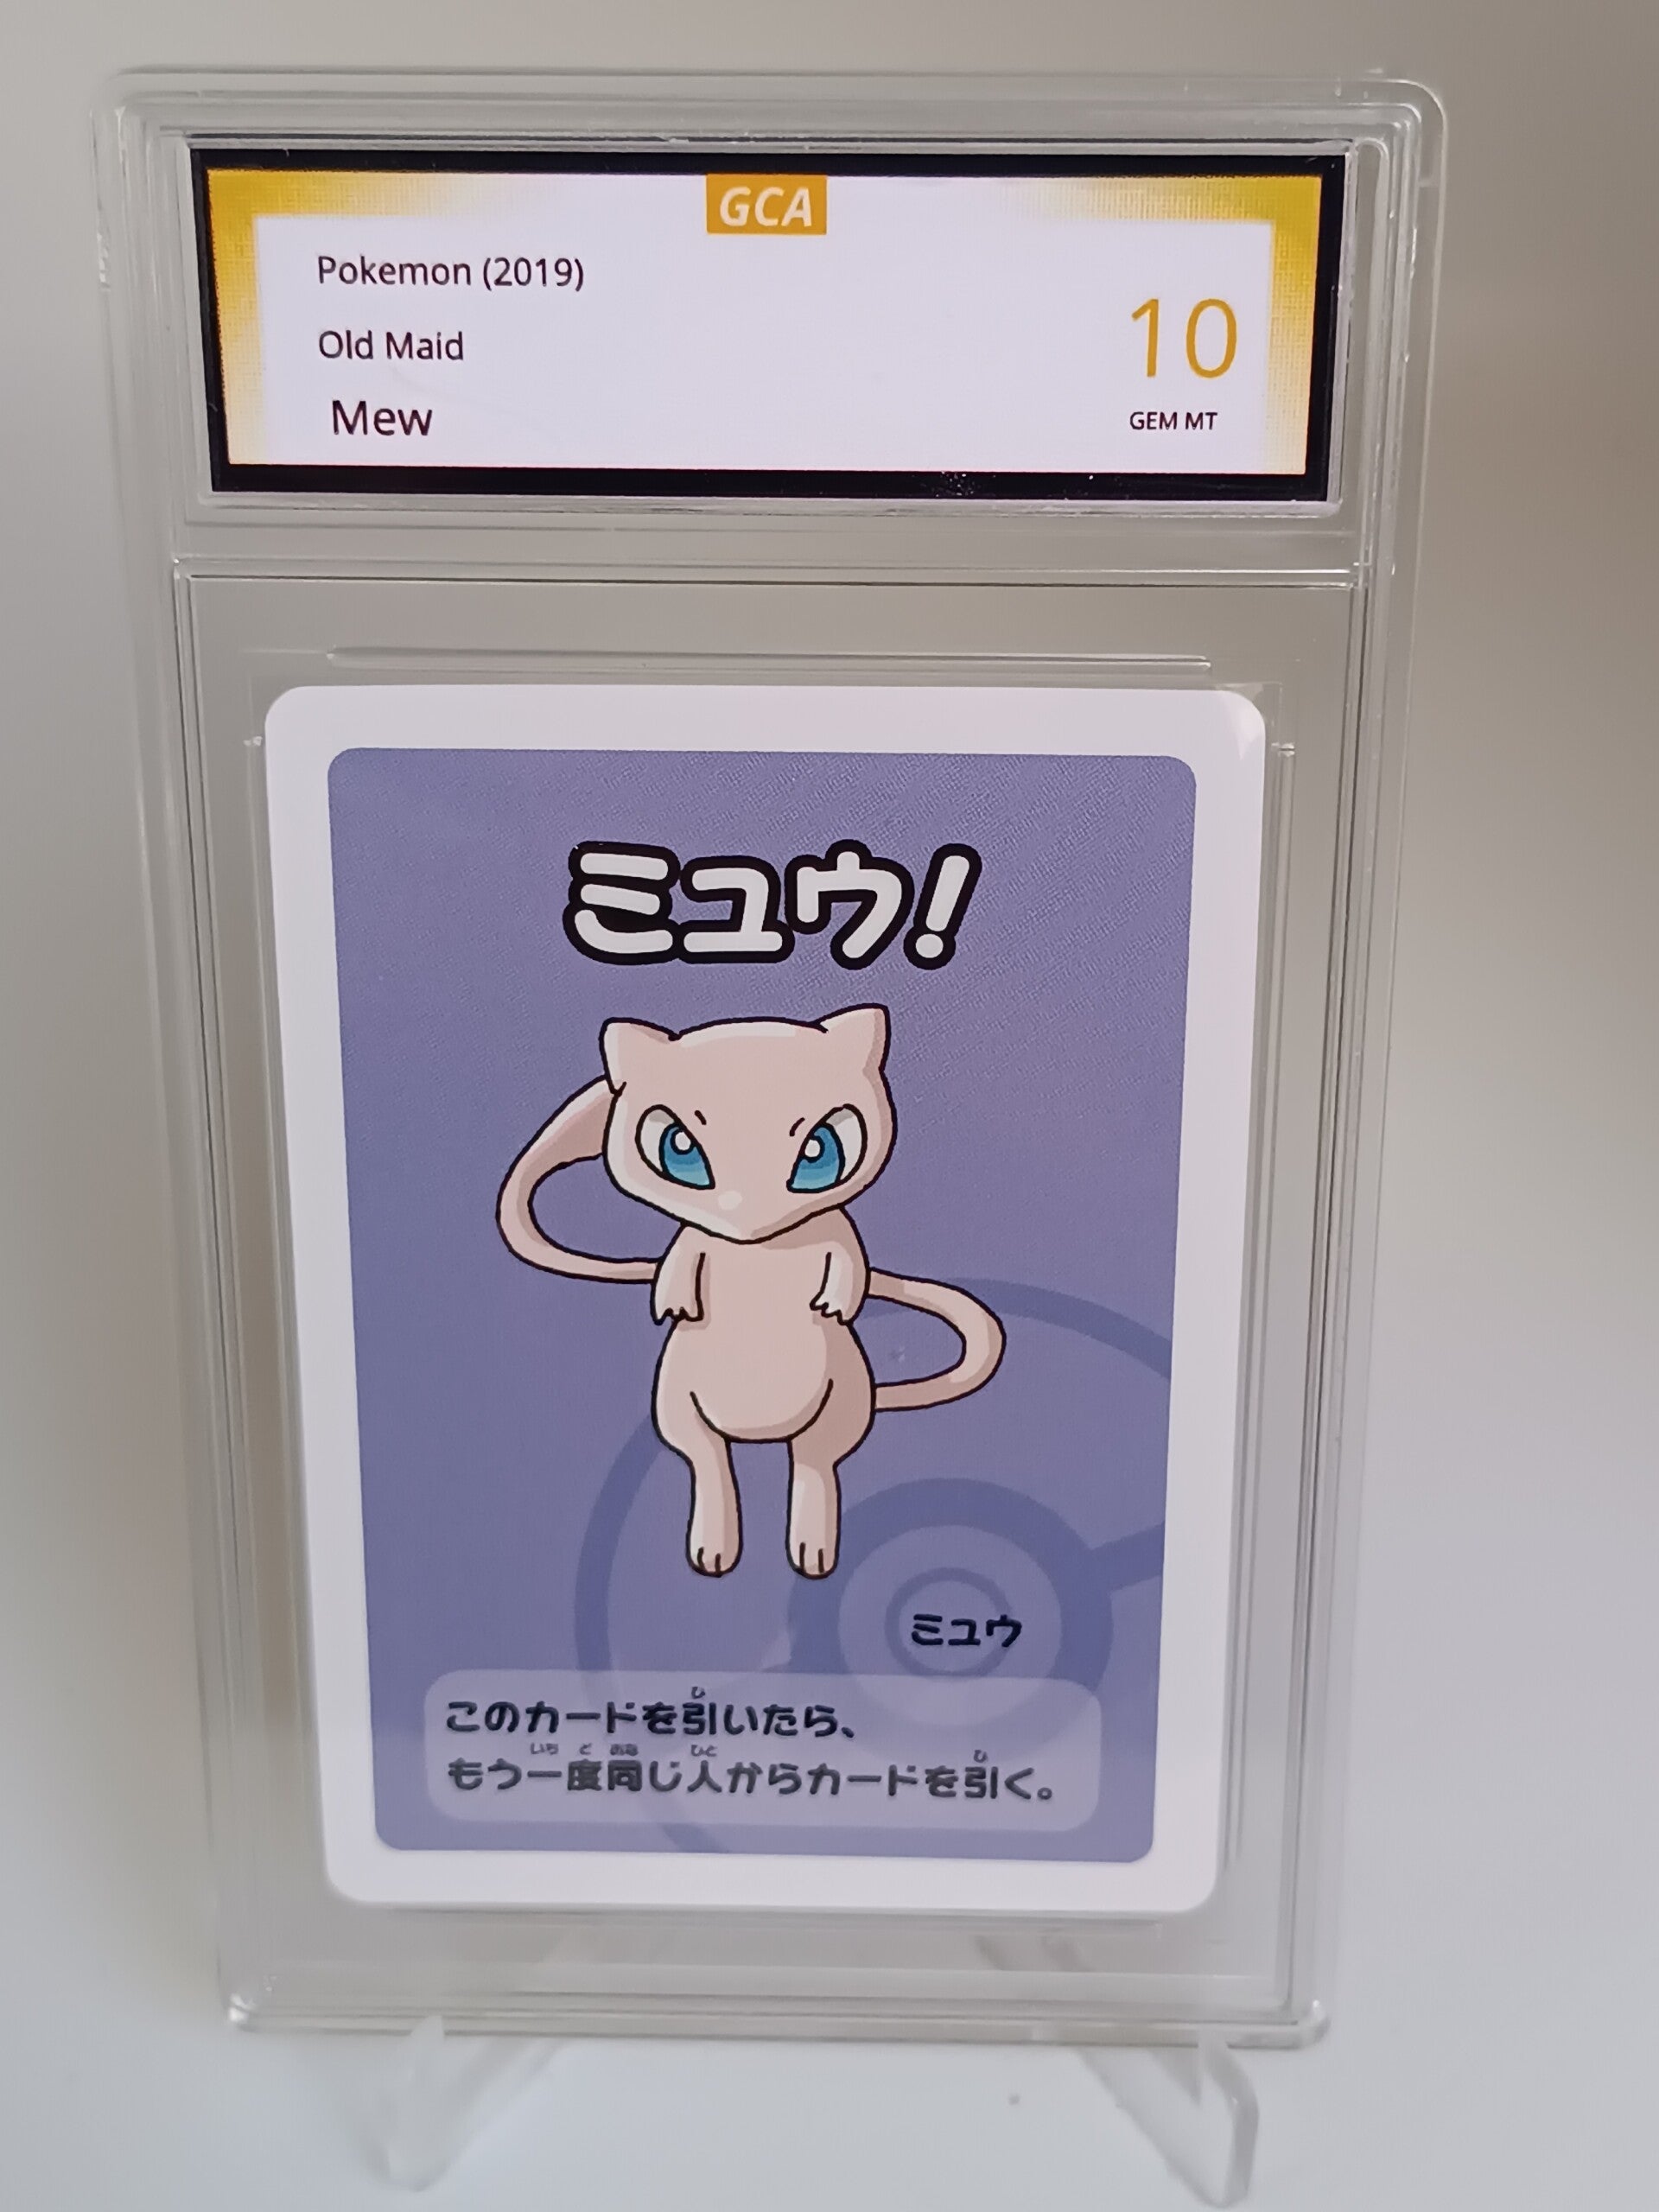 GCA
Pokemon (2019)
Old Maid
Mew
10
GEM MT
ミュウ!
ミュウ
このカードを引いたら、
もう一度同じ人からカードを引く。